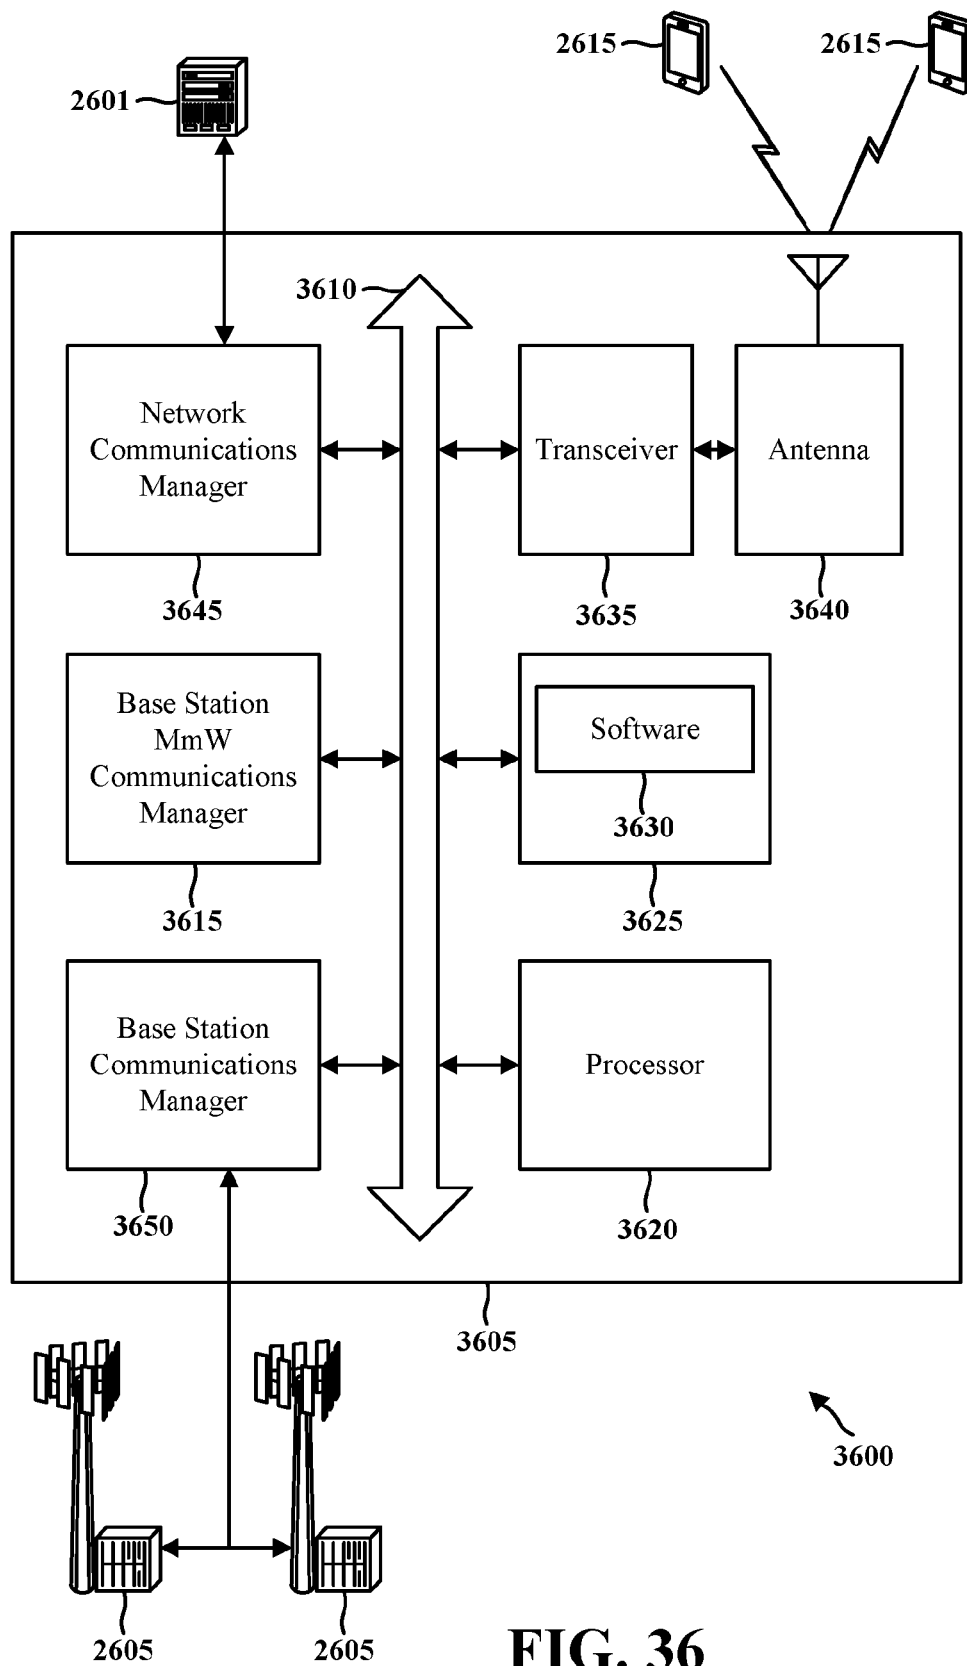 2615
2615
2601
3610
Network
Communications
Manager
Transceiver
Antenna
3645
3635
3640
Base Station
MmW
Communications
Manager
Software
3630
3615
3625
Base Station
Communications
Manager
Processor
3650
3620
3605
3600
2605
2605
FIG. 36